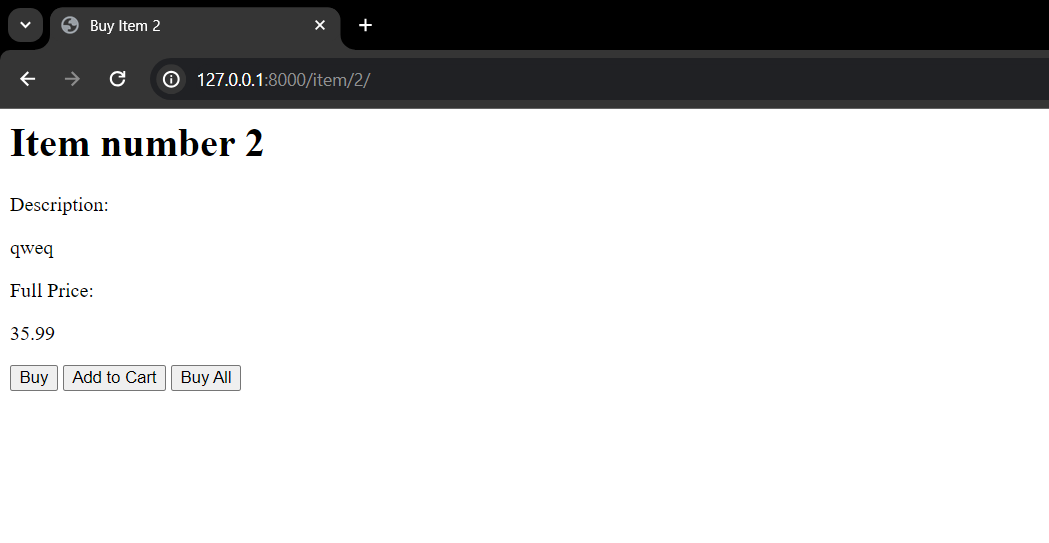 Buy Item 2
127.0.0.1:8000/item/2/
Item number 2
Description:
qweq
Full Price:
35.99
Buy Add to Cart Buy All